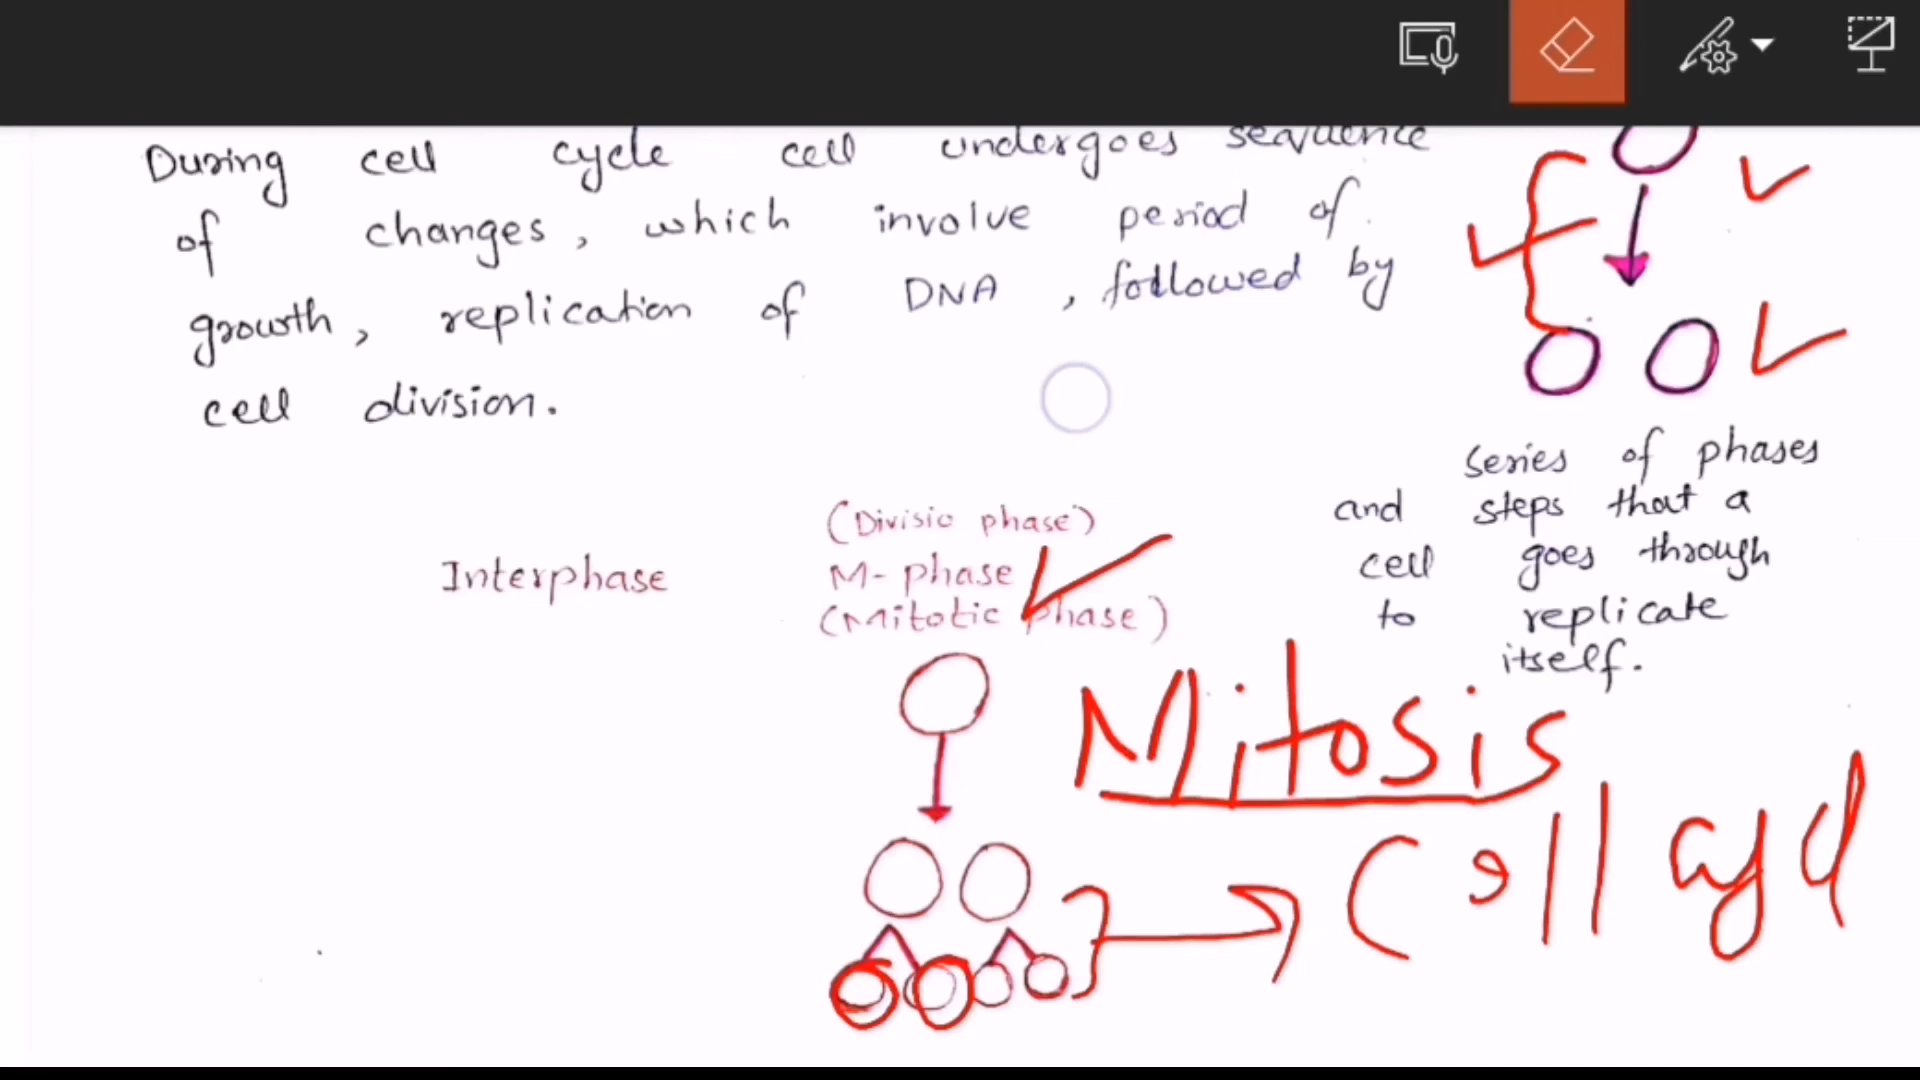 During cell cycle cell undergoes sequence
of changes, which involve period of
growth, replication of DNA, followed by
cell division.
Series of phases
and steps that a
cell goes through
to replicate
itself.
(Divisio phase)
Interphase M-phase
(Mitotic phase)
Mitosis
Cell cycl